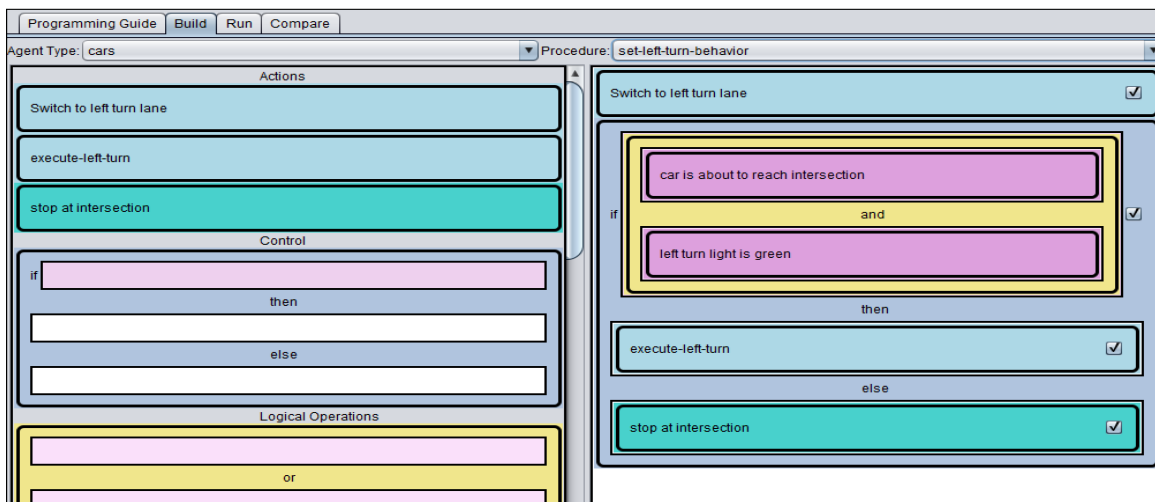 Programming Guide Build Run Compare
Agent Type: cars Procedure: set-left-turn-behavior
Actions
Switch to left turn lane
execute-left-turn
stop at intersection
Control
if
then
else
Logical Operations
or
Switch to left turn lane
if
car is about to reach intersection
and
left turn light is green
then
execute-left-turn
else
stop at intersection